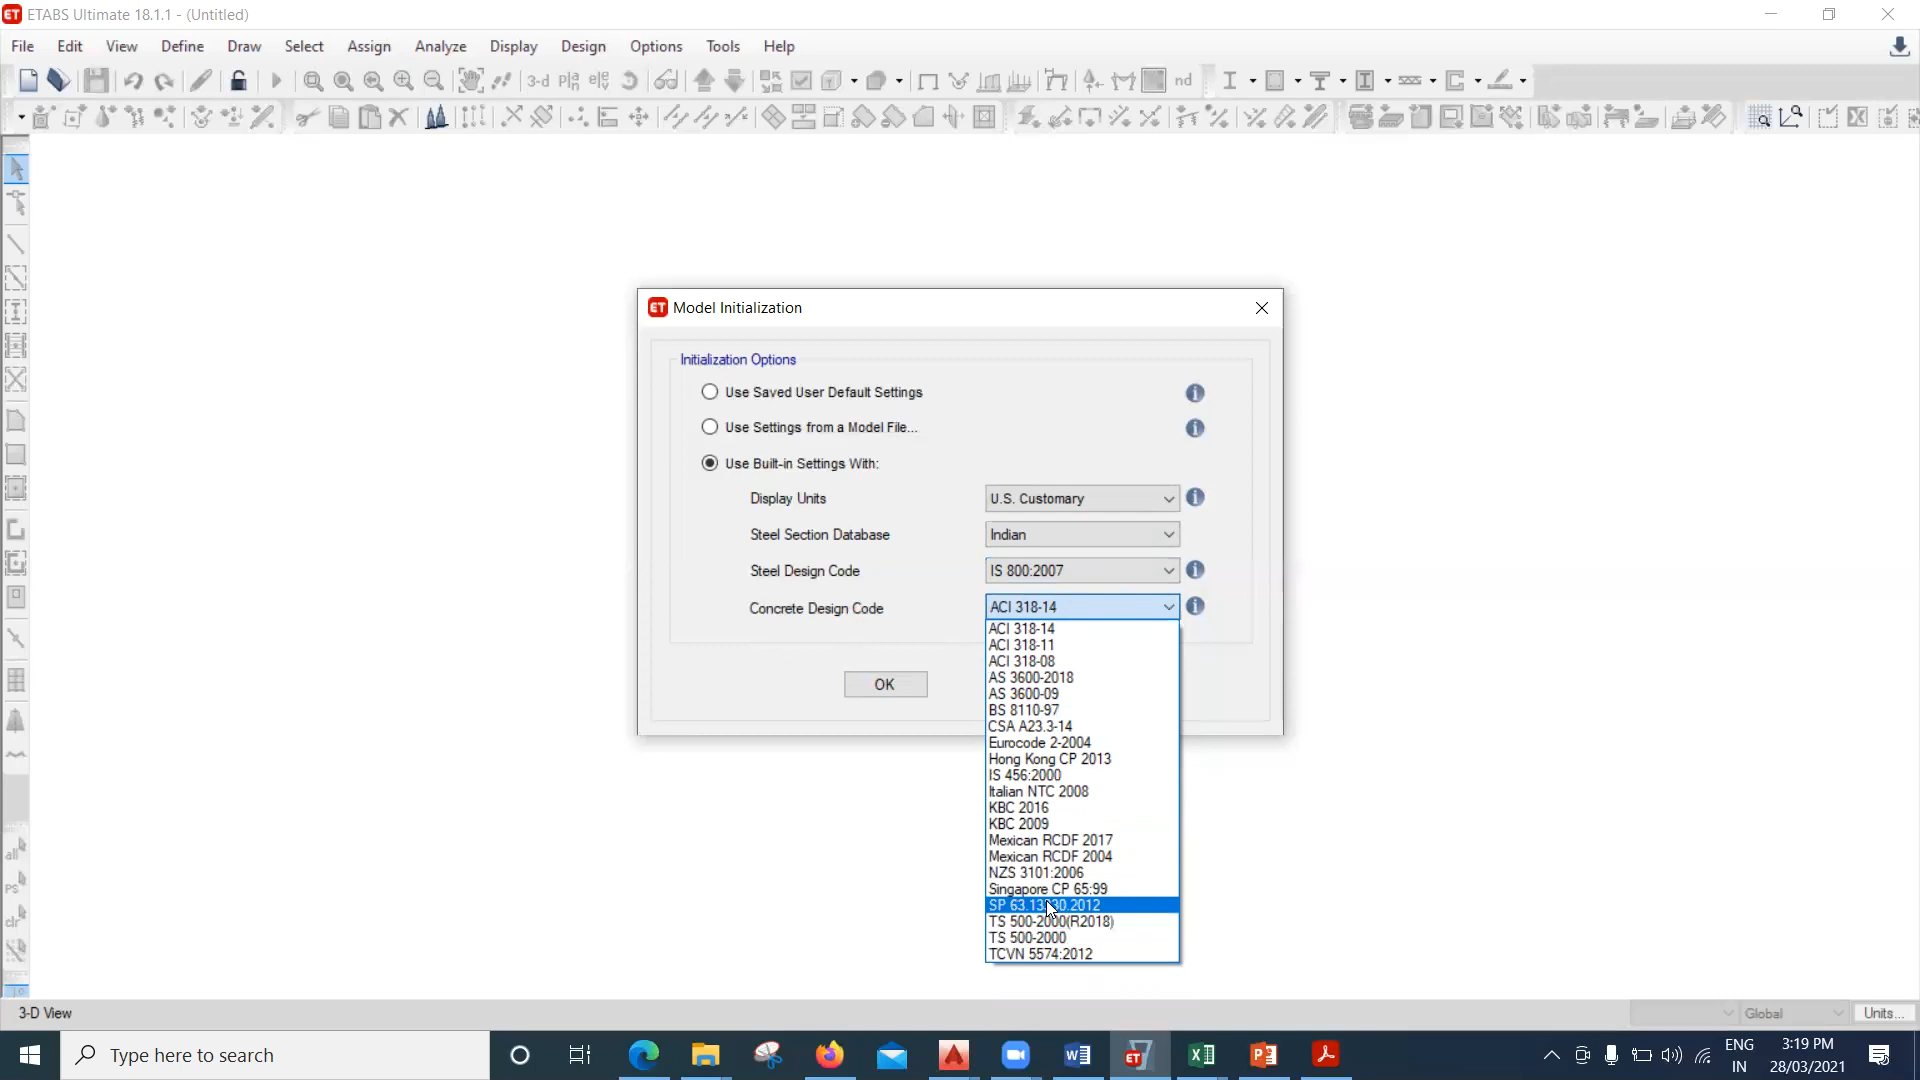 ET ETABS Ultimate 18.1.1 - (Untitled)
File Edit View Define Draw Select Assign Analyze Display Design Options Tools Help
3-d nd
ET Model Initialization
Initialization Options
Use Saved User Default Settings
Use Settings from a Model File...
Use Built-in Settings With:
Display Units U.S. Customary
Steel Section Database Indian
Steel Design Code IS 800:2007
Concrete Design Code ACI 318-14
ACI 318-14
ACI 318-11
ACI 318-08
AS 3600-2018
AS 3600-09
BS 8110-97
CSA A23.3-14
Eurocode 2-2004
Hong Kong CP 2013
IS 456:2000
Italian NTC 2008
KBC 2016
KBC 2009
Mexican RCDF 2017
Mexican RCDF 2004
NZS 3101:2006
Singapore CP 65:99
TS 500-2000(R2018)
TS 500-2000
TCVN 5574:2012
OK
all
PS
clr
3-D View Global Units...
Type here to search
ENG
IN
3:19 PM
28/03/2021